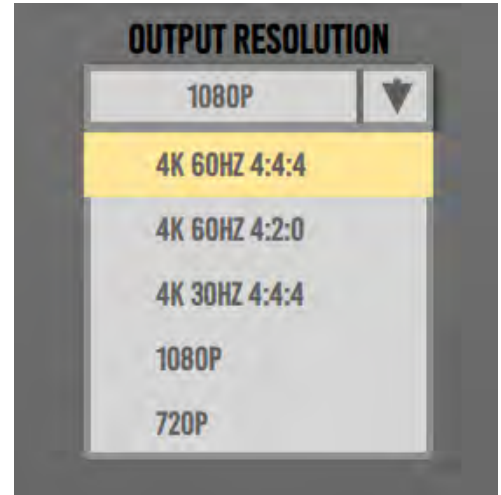 OUTPUT RESOLUTION
1080P
4K 60HZ 4:4:4
4K 60HZ 4:2:0
4K 30HZ 4:4:4
1080P
720P